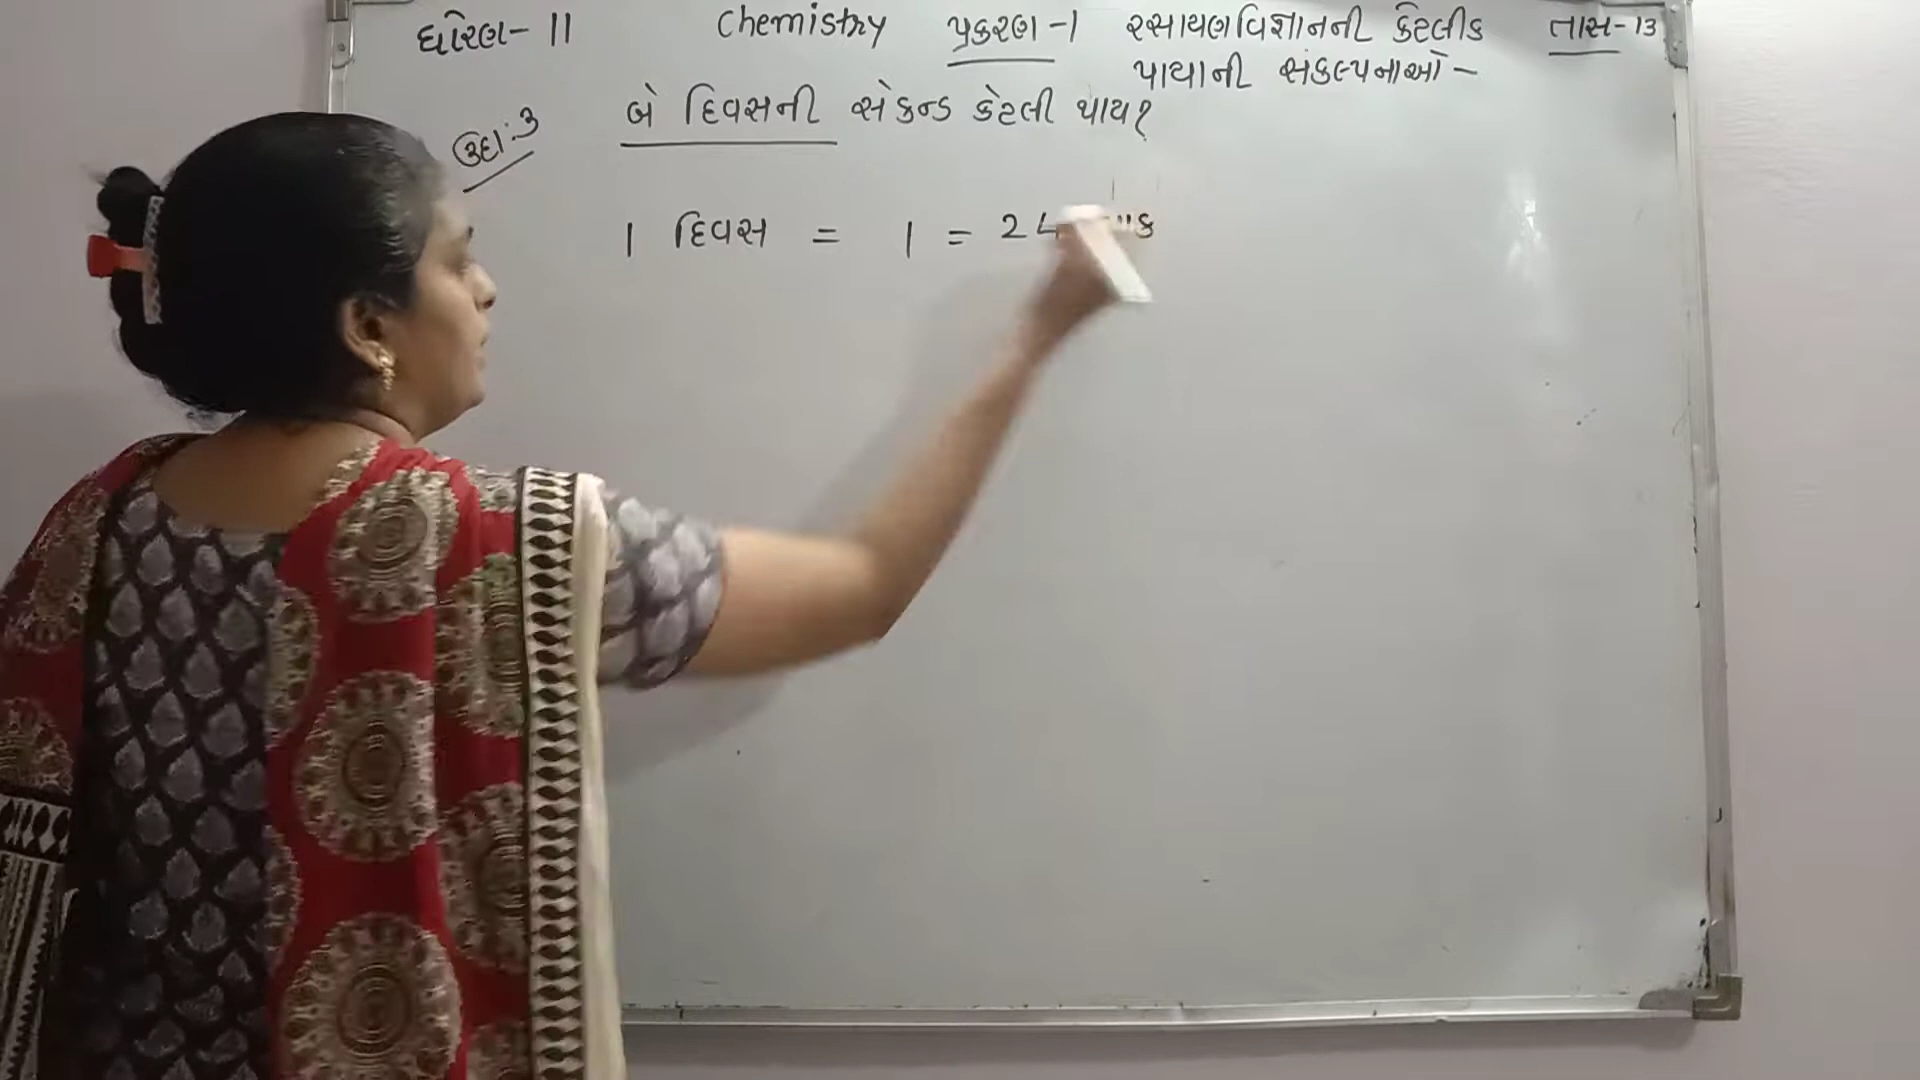 ધોરણ- 11 Chemistry પ્રકરણ-1 રસાયણવિજ્ઞાનની કેટલીક તાસ-13
પાયાની સંકલ્પનાઓ -
ઉદા:3 બે દિવસની સેકન્ડ કેટલી થાય?
1 દિવસ = 1 = 24